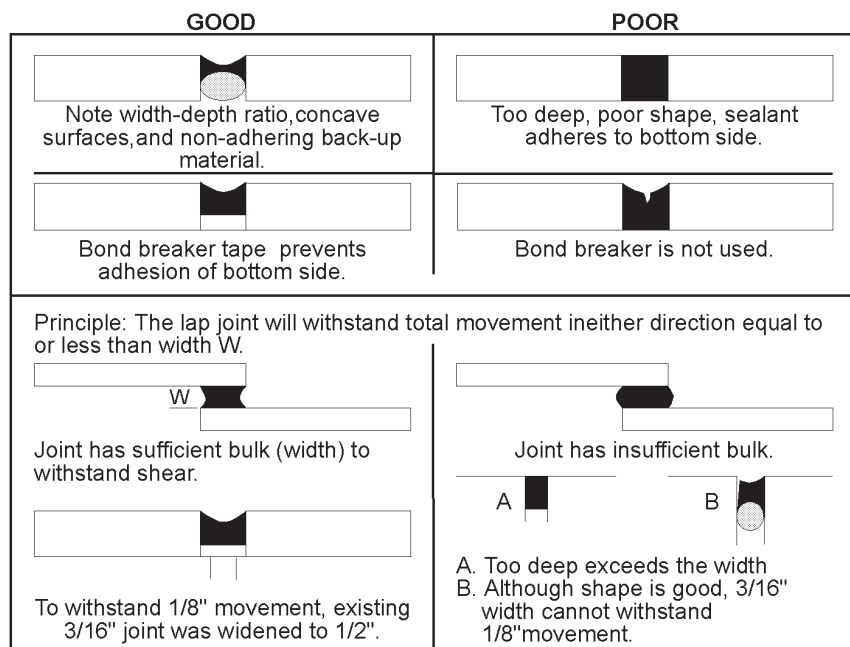 GOOD
POOR
Note width-depth ratio,concave
surfaces,and non-adhering back-up
material.
Too deep, poor shape, sealant
adheres to bottom side.
Bond breaker tape prevents
adhesion of bottom side.
Bond breaker is not used.
Principle: The lap joint will withstand total movement ineither direction equal to
or less than width W.
W
Joint has sufficient bulk (width) to
withstand shear.
Joint has insufficient bulk.
A
B
To withstand 1/8" movement, existing
3/16" joint was widened to 1/2".
A. Too deep exceeds the width
B. Although shape is good, 3/16"
width cannot withstand
1/8"movement.